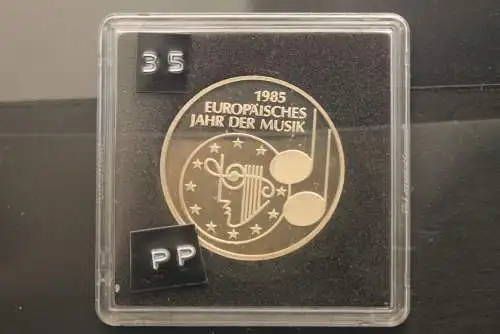 35
1985
EUROPÄISCHES
JAHR DER MUSIK
PP